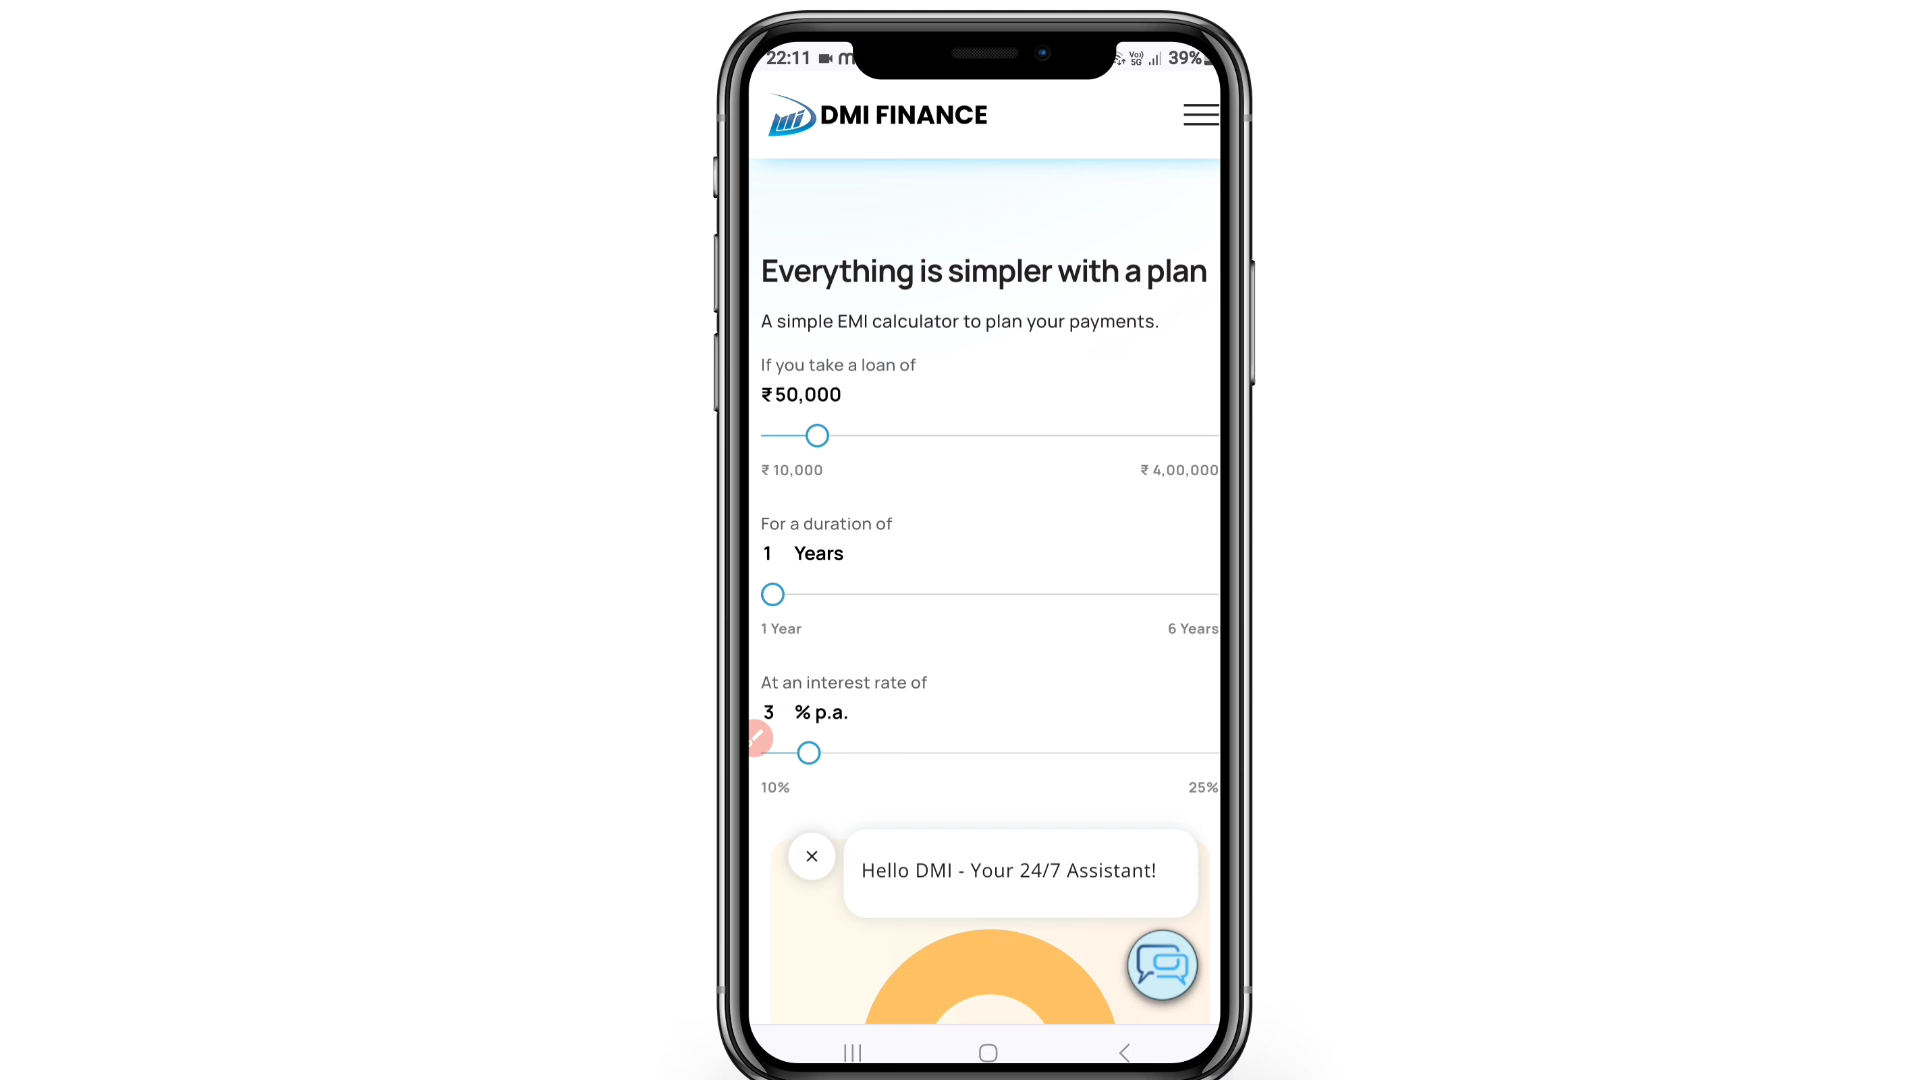 22:11
Vo)) 5G 39%
DMI FINANCE
Everything is simpler with a plan
A simple EMI calculator to plan your payments.
If you take a loan of
₹50,000
₹ 10,000 ₹ 4,00,000
For a duration of
1 Years
1 Year 6 Years
At an interest rate of
3 % p.a.
10% 25%
Hello DMI - Your 24/7 Assistant!